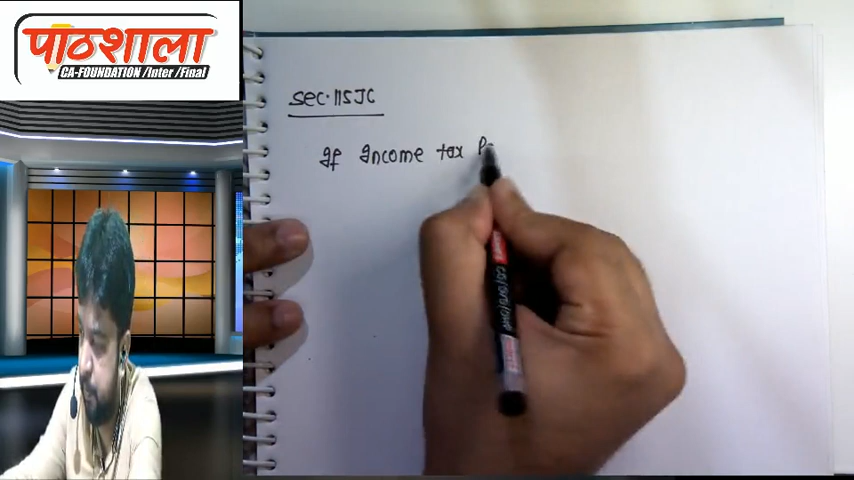 पाठशाला
CA-FOUNDATION /Inter /Final
Sec. 115JC
If Income tax